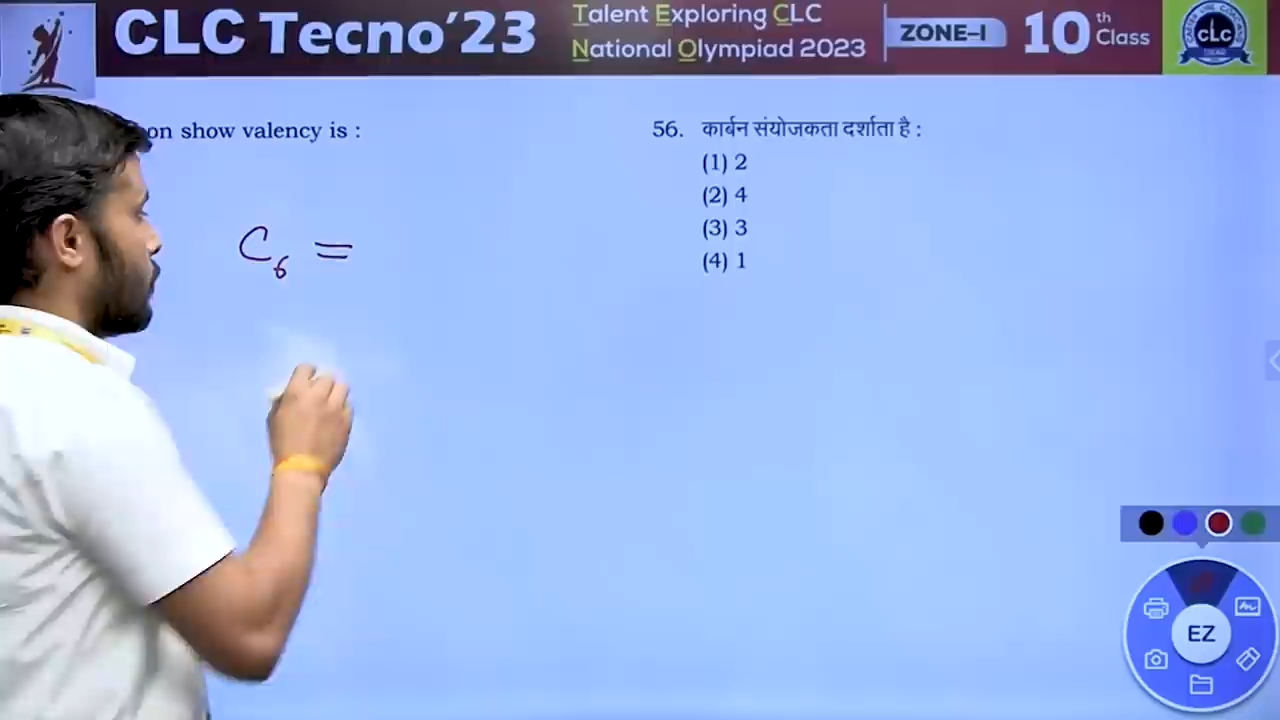 CLC Tecno'23
Talent Exploring CLC
National Olympiad 2023
ZONE–I
10th Class
CLC
on show valency is :
C6 =
56. कार्बन संयोजकता दर्शाता है :
(1) 2
(2) 4
(3) 3
(4) 1
EZ